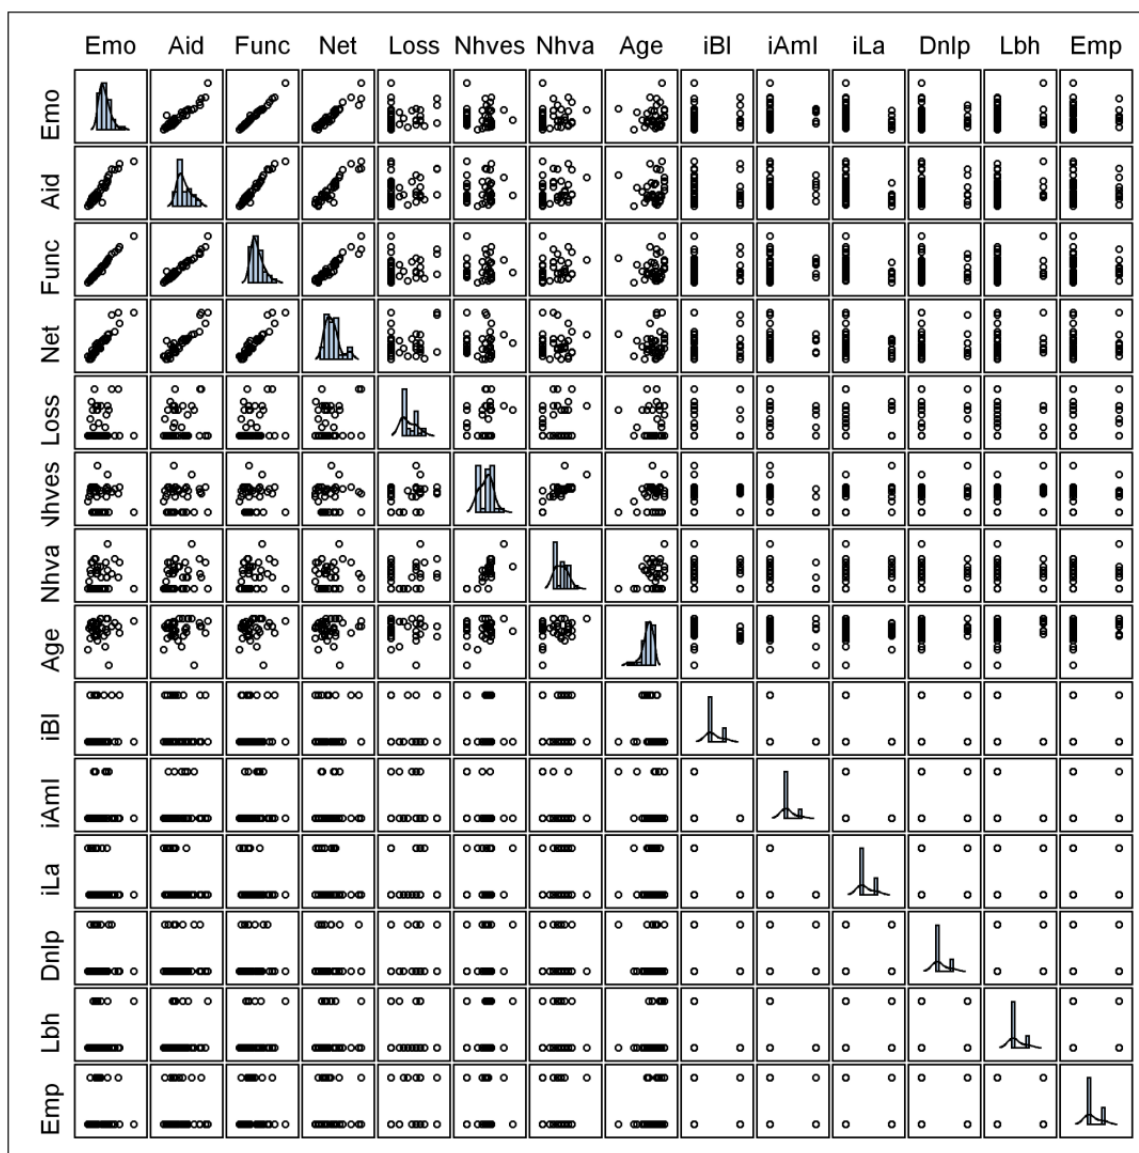 Emo Aid Func Net Loss Nhves Nhva Age iBl iAml iLa Dnlp Lbh Emp
Emo
Aid
Func
Net
Loss
Nhves
Nhva
Age
iBl
iAml
iLa
Dnlp
Lbh
Emp